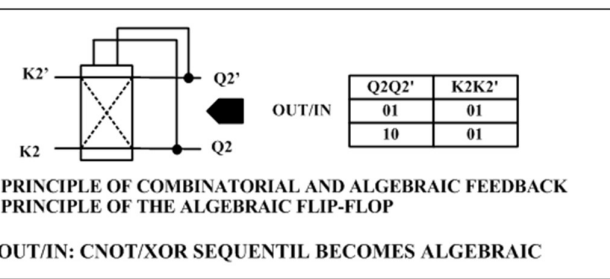 K2' Q2'
OUT/IN
K2 Q2
Q2Q2' K2K2'
01 01
10 01
PRINCIPLE OF COMBINATORIAL AND ALGEBRAIC FEEDBACK
PRINCIPLE OF THE ALGEBRAIC FLIP-FLOP
OUT/IN: CNOT/XOR SEQUENTIL BECOMES ALGEBRAIC